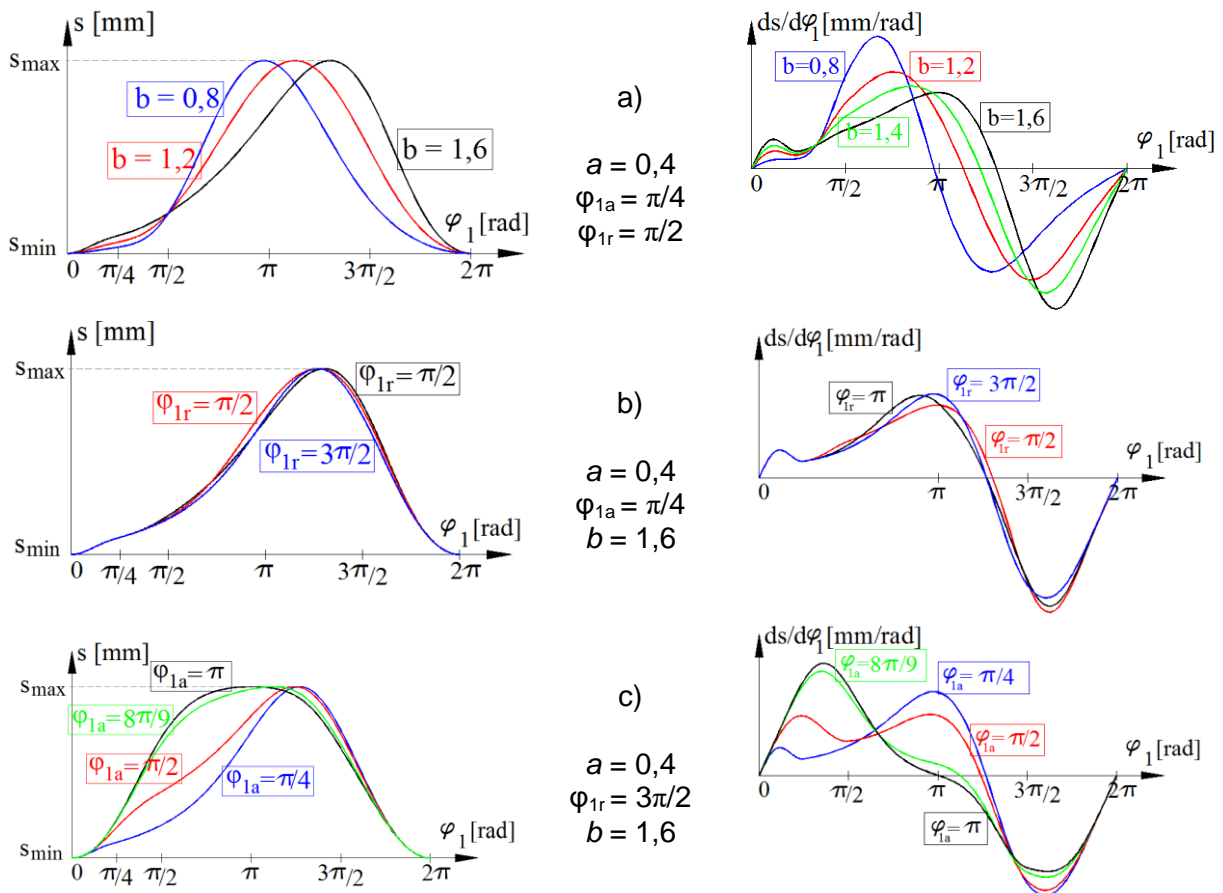 s [mm]
smax
b = 0,8
b = 1,2
b = 1,6
smin
φ1[rad]
0
π/4
π/2
π
3π/2
2π
a)
a = 0,4
φ1a = π/4
φ1r = π/2
ds/dφ1[mm/rad]
b=0,8
b=1,2
b=1,4
b=1,6
φ1[rad]
0
π/2
π
3π/2
2π
s [mm]
smax
φ1r = π/2
φ1r = π/2
φ1r = 3π/2
smin
φ1[rad]
0
π/4
π/2
π
3π/2
2π
b)
a = 0,4
φ1a = π/4
b = 1,6
ds/dφ1[mm/rad]
φ1r= π
φ1r= 3π/2
φ1r= π/2
φ1[rad]
0
π
3π/2
2π
s [mm]
smax
φ1a= π
φ1a=8π/9
φ1a= π/2
φ1a= π/4
smin
φ1[rad]
0
π/4
π/2
π
3π/2
2π
c)
a = 0,4
φ1r = 3π/2
b = 1,6
ds/dφ1[mm/rad]
φ1a=8π/9
φ1a= π/4
φ1a= π/2
φ1a= π
φ1[rad]
0
π/2
π
3π/2
2π